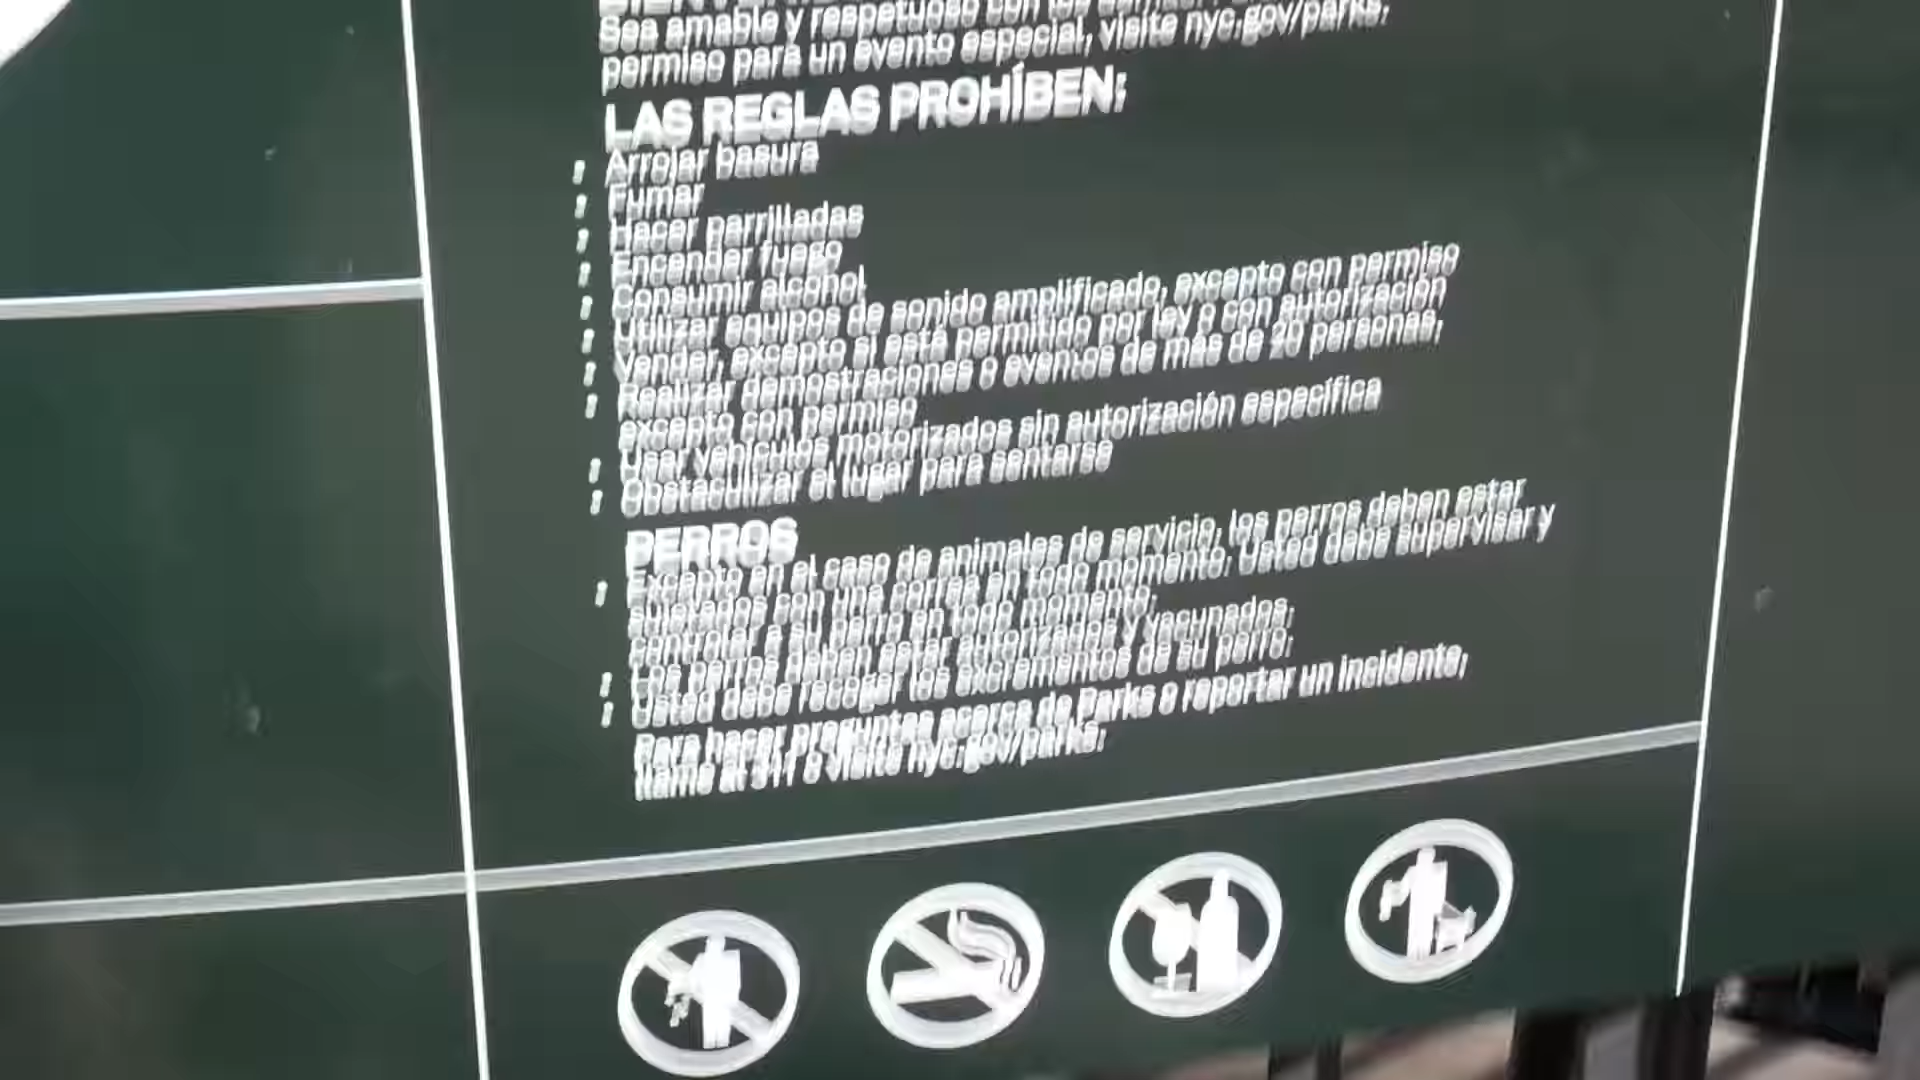 Sea amable y respetuoso con los
permiso para un evento especial, visite nyc.gov/parks.
LAS REGLAS PROHÍBEN:
Arrojar basura
Fumar
Hacer parrilladas
Encender fuego
Consumir alcohol
Utilizar equipos de sonido amplificado, excepto con permiso
Vender, excepto si está permitido por ley o con autorización
Realizar demostraciones o eventos de más de 20 personas,
excepto con permiso
Usar vehículos motorizados sin autorización específica
Obstaculizar el lugar para sentarse
PERROS
Excepto en el caso de animales de servicio, los perros deben estar
sujetados con una correa en todo momento. Usted debe supervisar y
controlar a su perro en todo momento.
Los perros deben estar autorizados y vacunados.
Usted debe recoger los excrementos de su perro.
Para hacer preguntas acerca de Parks o reportar un incidente,
llame al 311 o visite nyc.gov/parks.